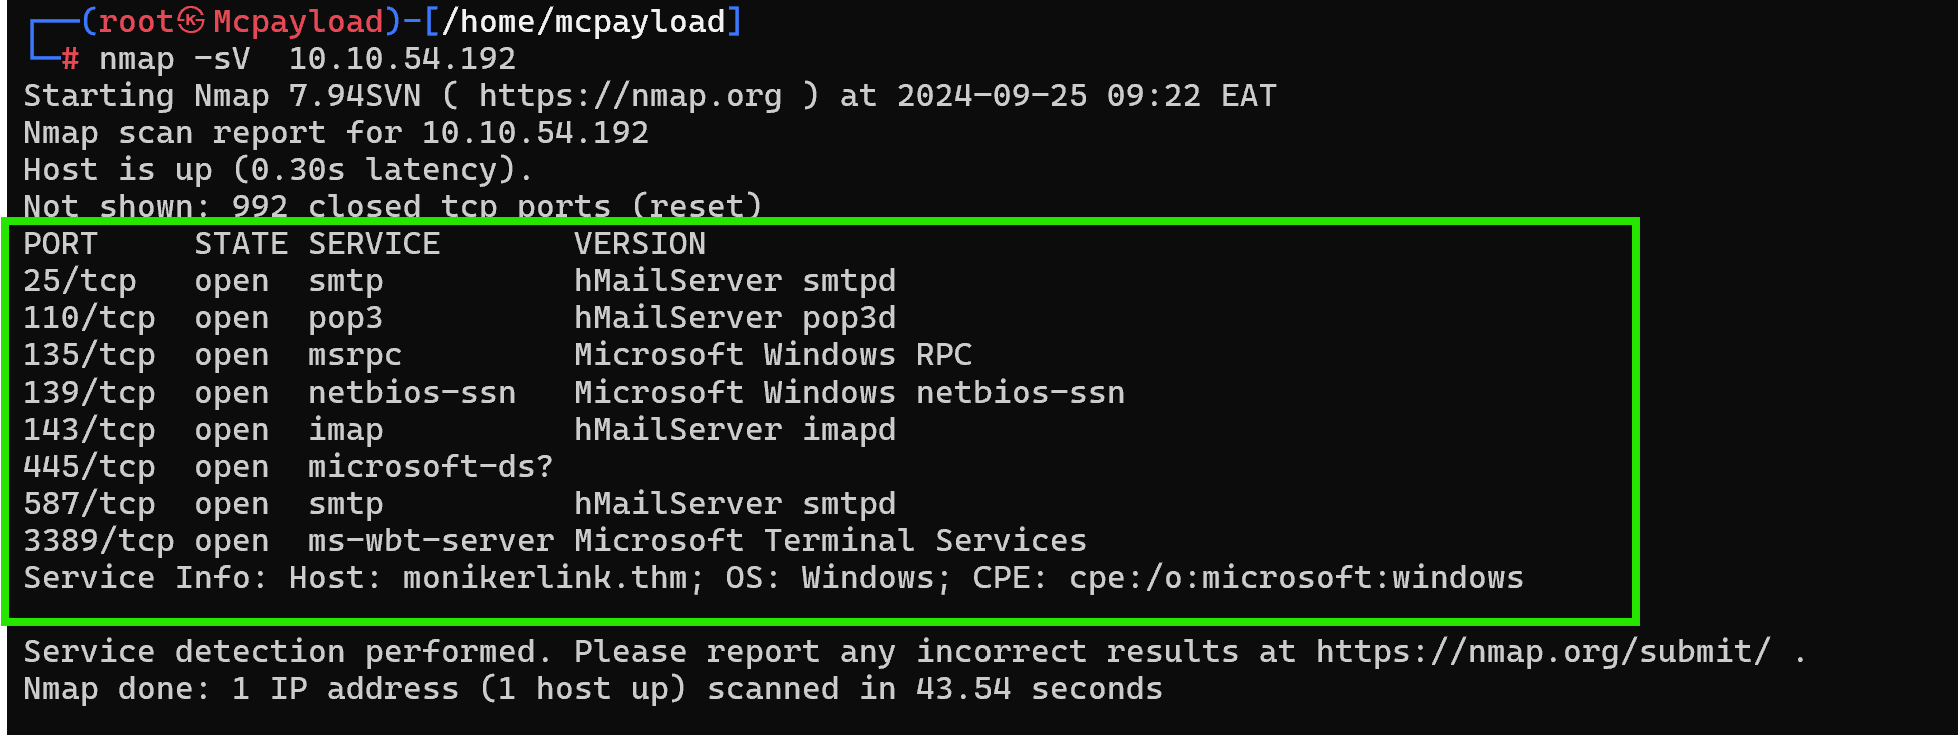 ┌──(root㉿Mcpayload)-[/home/mcpayload]
└─# nmap -sV  10.10.54.192
Starting Nmap 7.94SVN ( https://nmap.org ) at 2024-09-25 09:22 EAT
Nmap scan report for 10.10.54.192
Host is up (0.30s latency).
Not shown: 992 closed tcp ports (reset)
PORT     STATE SERVICE       VERSION
25/tcp   open  smtp          hMailServer smtpd
110/tcp  open  pop3          hMailServer pop3d
135/tcp  open  msrpc         Microsoft Windows RPC
139/tcp  open  netbios-ssn   Microsoft Windows netbios-ssn
143/tcp  open  imap          hMailServer imapd
445/tcp  open  microsoft-ds?
587/tcp  open  smtp          hMailServer smtpd
3389/tcp open  ms-wbt-server Microsoft Terminal Services
Service Info: Host: monikerlink.thm; OS: Windows; CPE: cpe:/o:microsoft:windows
Service detection performed. Please report any incorrect results at https://nmap.org/submit/ .
Nmap done: 1 IP address (1 host up) scanned in 43.54 seconds